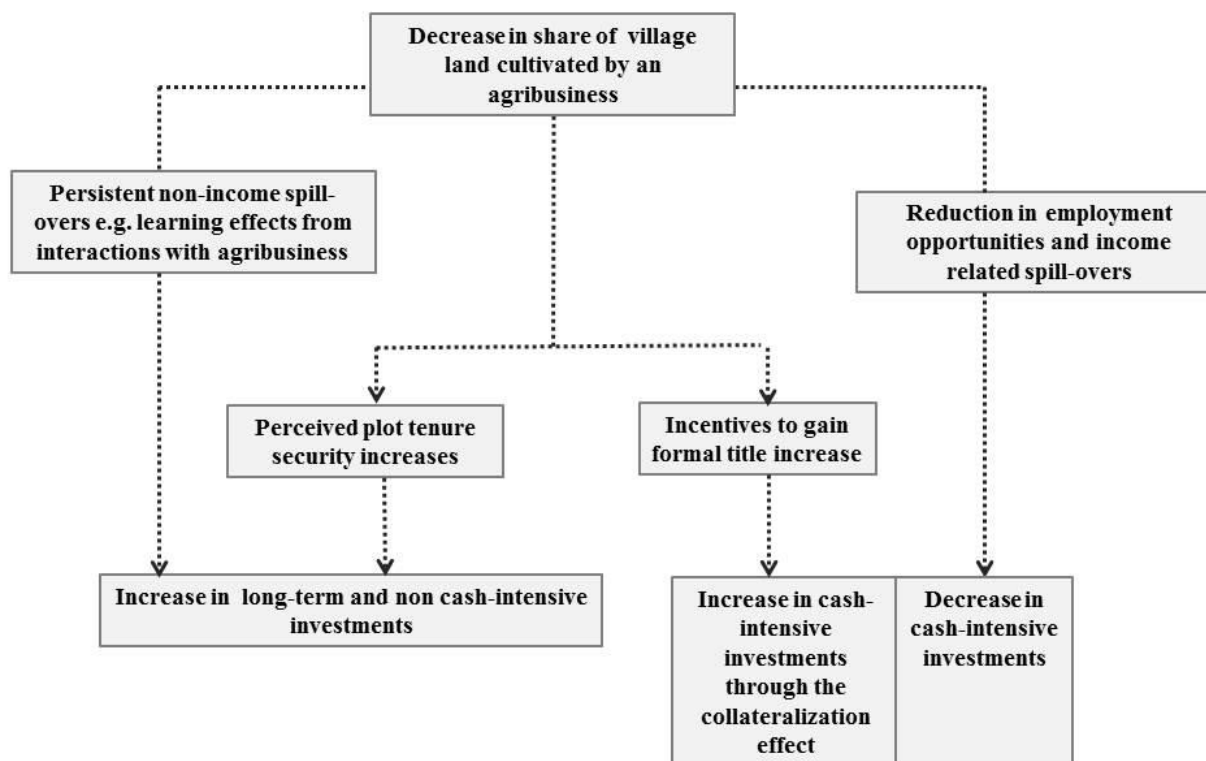 Decrease in share of village
land cultivated by an
agribusiness
Persistent non-income spill-
overs e.g. learning effects from
interactions with agribusiness
Reduction in employment
opportunities and income
related spill-overs
Perceived plot tenure
security increases
Incentives to gain
formal title increase
Increase in long-term and non cash-intensive
investments
Increase in cash-
intensive
investments
through the
collateralization
effect
Decrease in
cash-intensive
investments